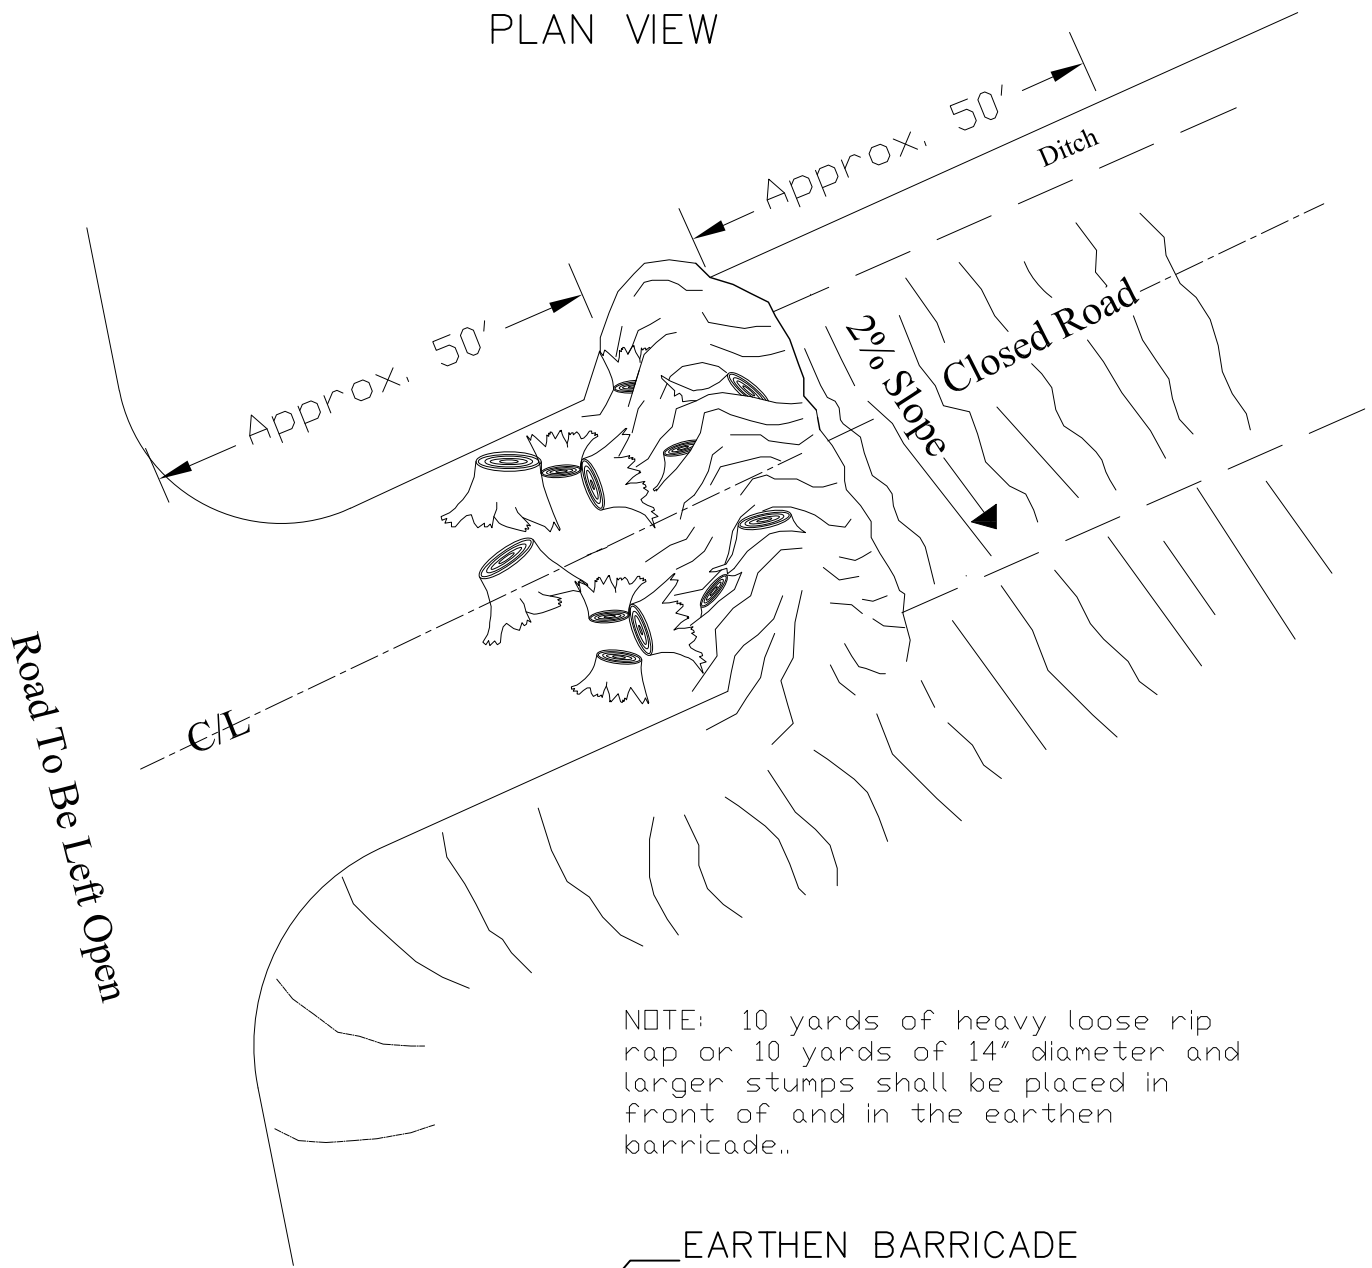 PLAN VIEW
Approx. 50'
Ditch
Approx. 50'
Closed Road
2% Slope
C/L
Road To Be Left Open
NOTE: 10 yards of heavy loose rip
rap or 10 yards of 14" diameter and
larger stumps shall be placed in
front of and in the earthen
barricade..
EARTHEN BARRICADE